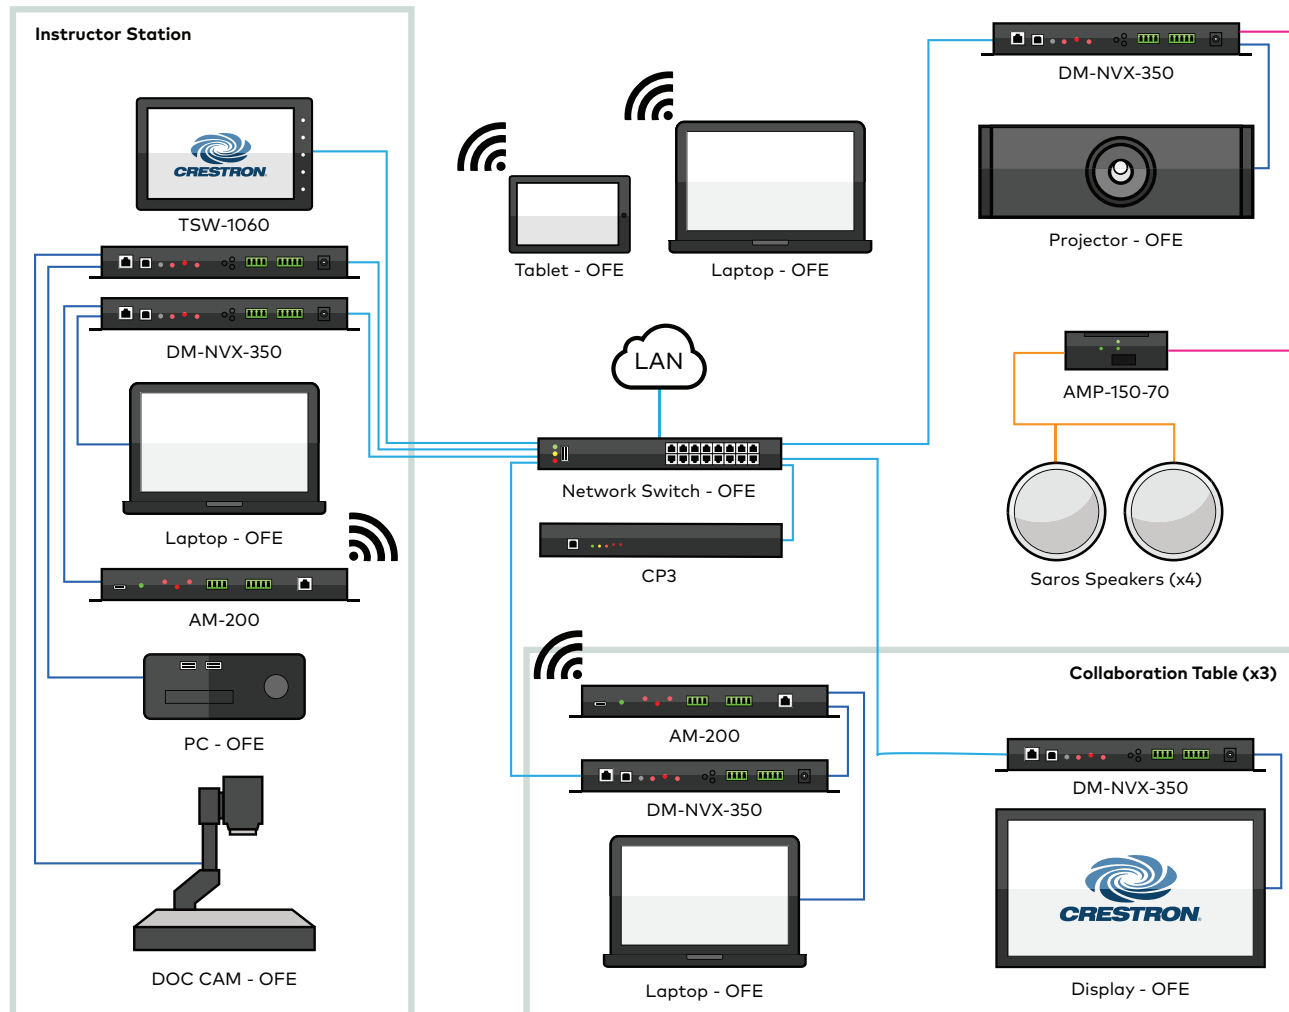 Instructor Station
CRESTRON
TSW-1060
DM-NVX-350
Laptop - OFE
AM-200
PC - OFE
DOC CAM - OFE
Tablet - OFE
Laptop - OFE
LAN
Network Switch - OFE
CP3
DM-NVX-350
Projector - OFE
AMP-150-70
Saros Speakers (x4)
Collaboration Table (x3)
AM-200
DM-NVX-350
Laptop - OFE
DM-NVX-350
CRESTRON
Display - OFE